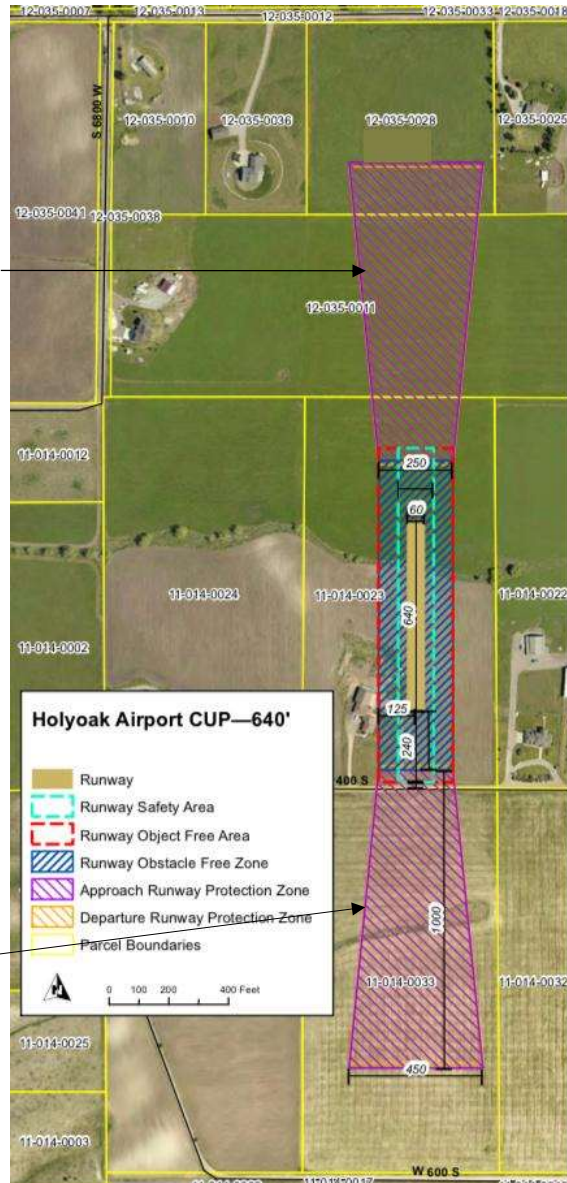 12-035-0007
12-035-0013
12-035-0012
12-035-0033
12-035-0018
S 6800 W
12-035-0010
12-035-0036
12-035-0028
12-035-0025
12-035-0041
12-035-0038
12-035-0011
11-014-0012
250
60
11-014-0024
11-014-0023
11-014-0022
640
11-014-0002
125
240
400 S
Holyoak Airport CUP—640'
Runway
Runway Safety Area
Runway Object Free Area
Runway Obstacle Free Zone
Approach Runway Protection Zone
Departure Runway Protection Zone
Parcel Boundaries
0 100 200 400 Feet
1000
11-014-0033
11-014-0032
11-014-0025
450
11-014-0003
W 600 S
11-014-0017